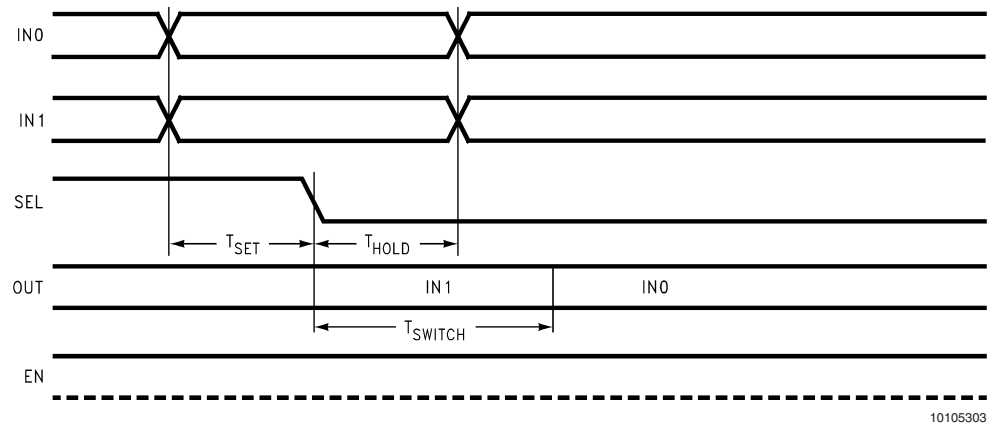 IN0
IN1
SEL
TSET THOLD
OUT IN1 IN0
TSWITCH
EN
10105303